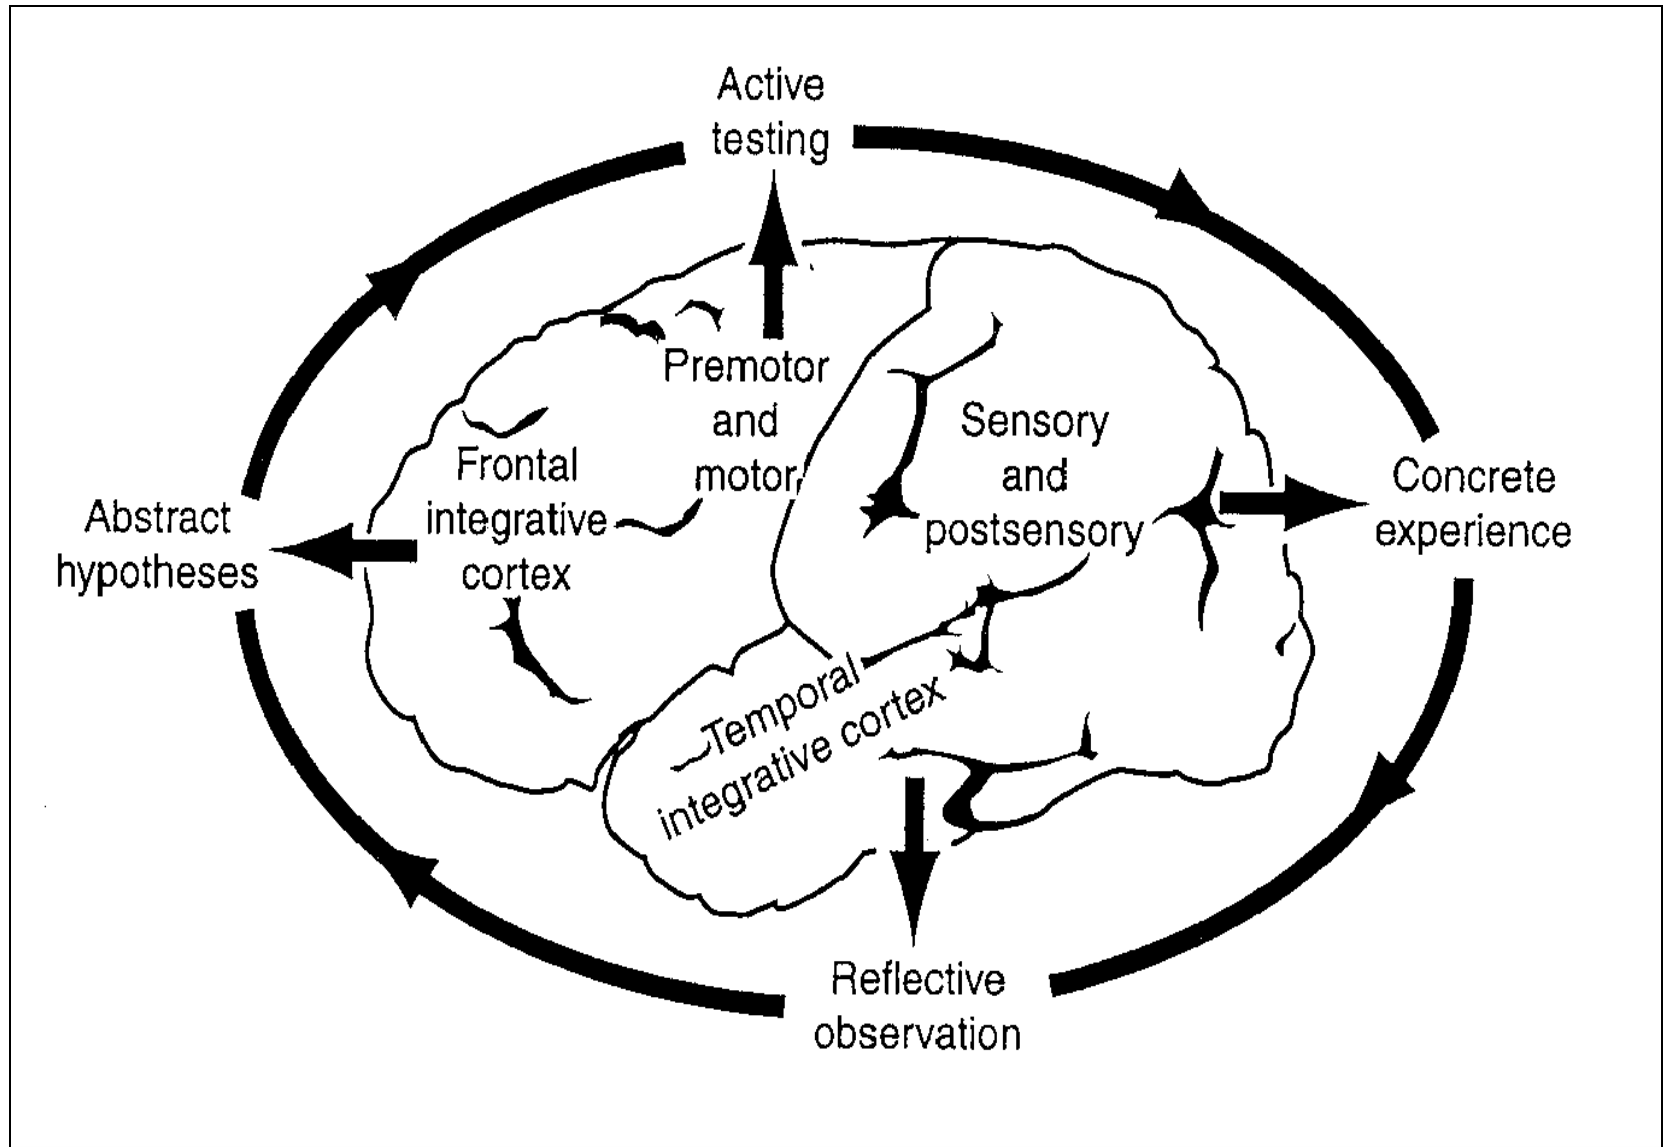 Active
testing
Premotor
and
motor
Frontal
integrative
cortex
Sensory
and
postsensory
Abstract
hypotheses
Concrete
experience
Temporal
integrative cortex
Reflective
observation